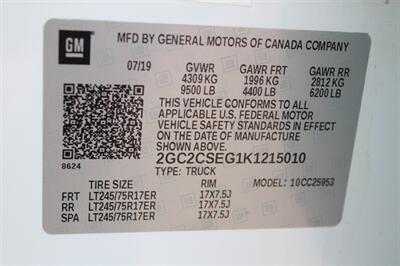 GM
MFD BY GENERAL MOTORS OF CANADA COMPANY
07/19 GVWR GAWR FRT GAWR RR
4309 KG 1996 KG 2812 KG
9500 LB 4400 LB 6200 LB
THIS VEHICLE CONFORMS TO ALL
APPLICABLE U.S. FEDERAL MOTOR
VEHICLE SAFETY STANDARDS IN EFFECT
ON THE DATE OF MANUFACTURE
SHOWN ABOVE.
8624 2GC2CSEG1K1215010
TYPE: TRUCK
TIRE SIZE RIM MODEL: 10CC25953
FRT LT245/75R17ER 17X7.5J
RR LT245/75R17ER 17X7.5J
SPA LT245/75R17ER 17X7.5J